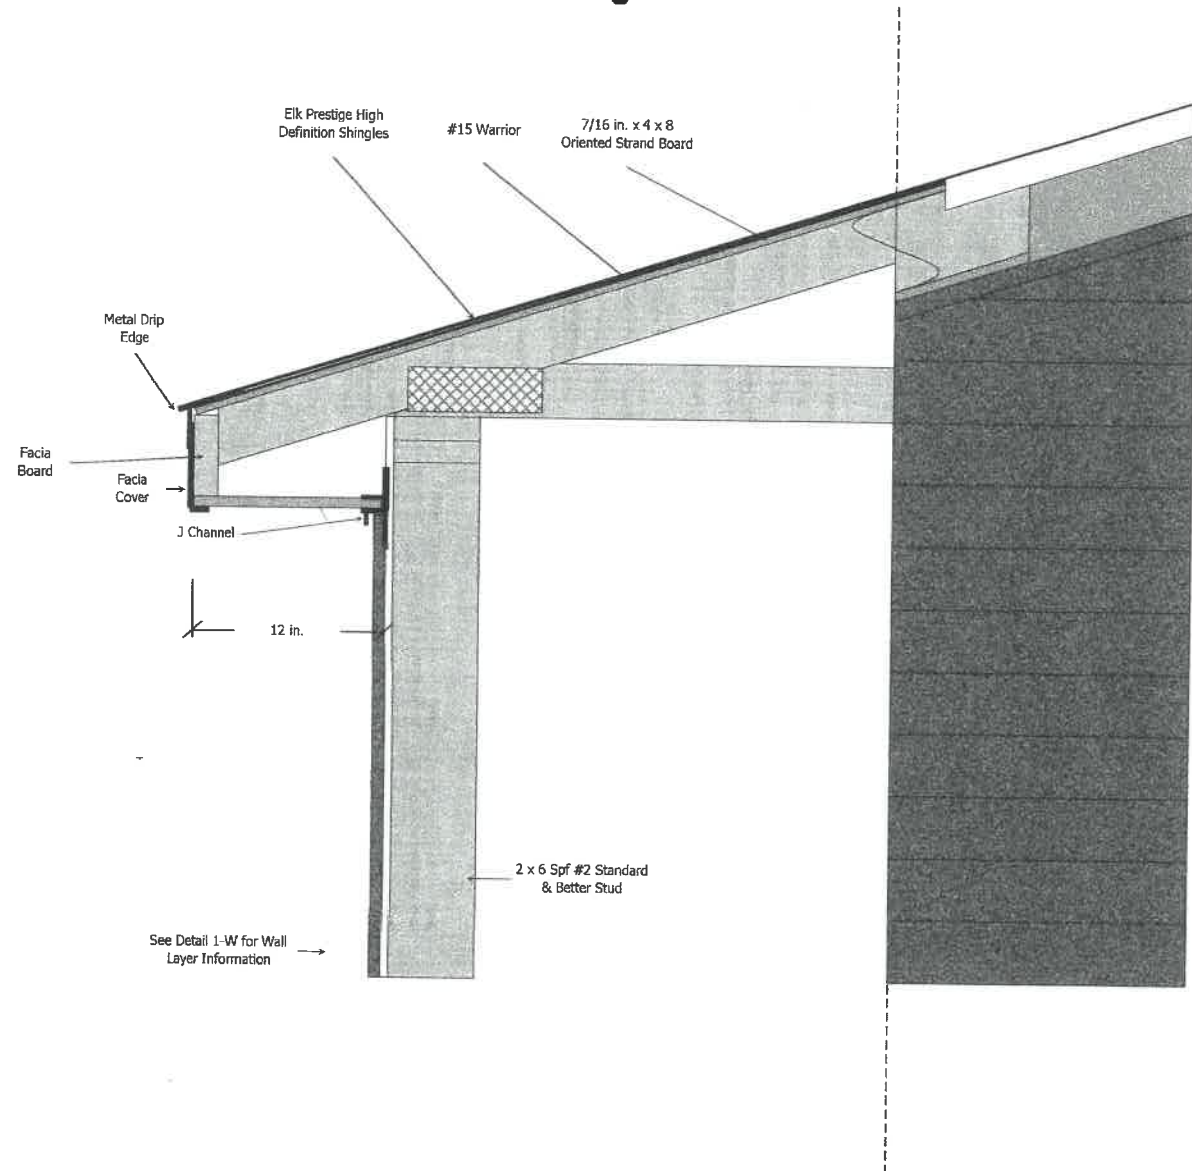 Elk Prestige High
Definition Shingles
#15 Warrior
7/16 in. x 4 x 8
Oriented Strand Board
Metal Drip
Edge
Facia
Board
Facia
Cover
J Channel
12 in.
2 x 6 Spf #2 Standard
& Better Stud
See Detail 1-W for Wall
Layer Information